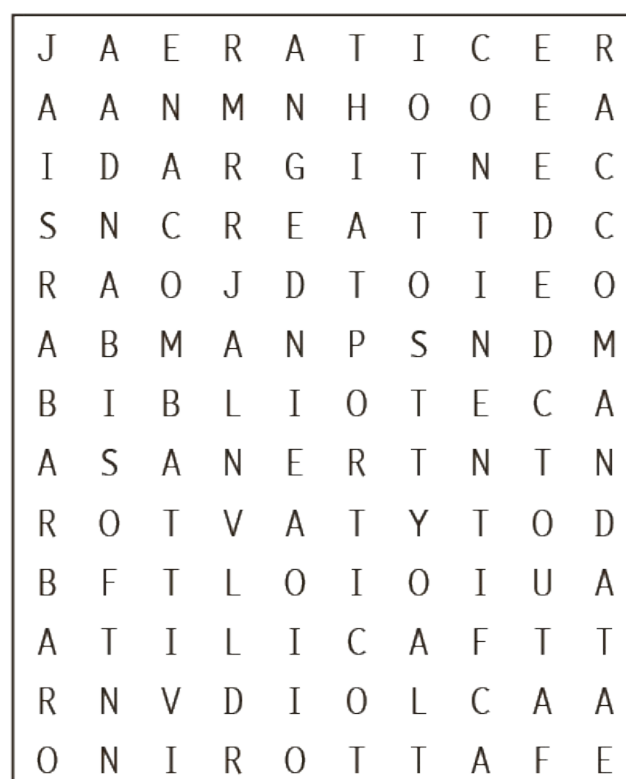 J A E R A T I C E R
A A N M N H O O E A
I D A R G I T N E C
S N C R E A T T D C
R A O J D T O I E O
A B M A N P S N D M
B I B L I O T E C A
A S A N E R T N T N
R O T V A T Y T O D
B F T L O I O I U A
A T I L I C A F T T
R N V D I O L C A A
O N I R O T T A F E